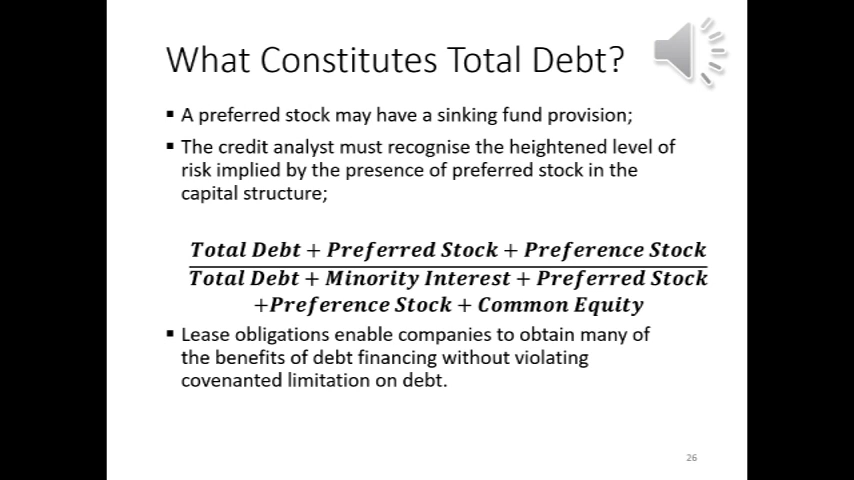 What Constitutes Total Debt?
▪ A preferred stock may have a sinking fund provision;
▪ The credit analyst must recognise the heightened level of
risk implied by the presence of preferred stock in the
capital structure;
Total Debt + Preferred Stock + Preference Stock
Total Debt + Minority Interest + Preferred Stock
+Preference Stock + Common Equity
▪ Lease obligations enable companies to obtain many of
the benefits of debt financing without violating
covenanted limitation on debt.
26